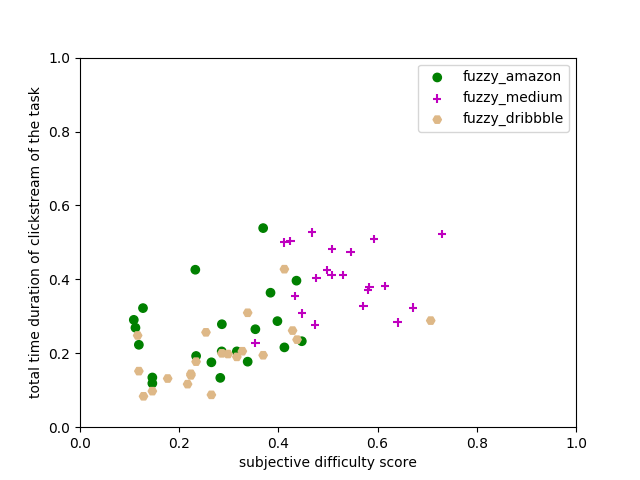 1.0
0.8
0.6
0.4
0.2
0.0
0.0 0.2 0.4 0.6 0.8 1.0
total time duration of clickstream of the task
subjective difficulty score
fuzzy_amazon
fuzzy_medium
fuzzy_dribbble